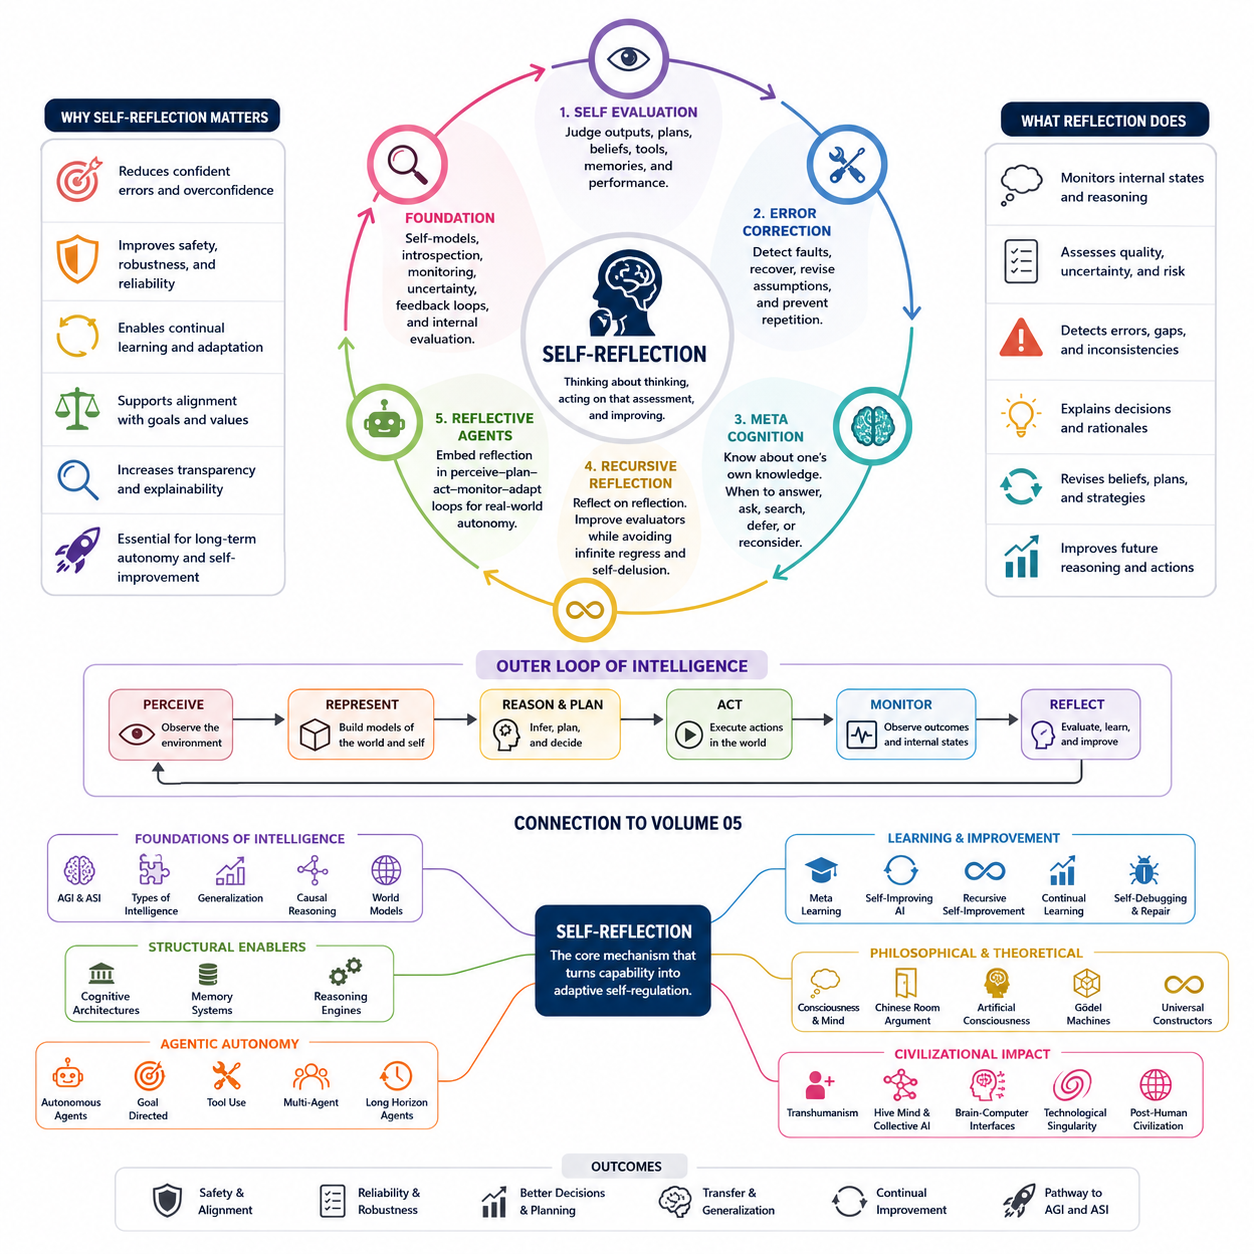 WHY SELF-REFLECTION MATTERS
Reduces confident
errors and overconfidence
Improves safety,
robustness, and
reliability
Enables continual
learning and adaptation
Supports alignment
with goals and values
Increases transparency
and explainability
Essential for long-term
autonomy and self-
improvement
1. SELF EVALUATION
Judge outputs, plans,
beliefs, tools,
memories, and
performance.
2. ERROR
CORRECTION
Detect faults,
recover, revise
assumptions,
and prevent
repetition.
3. META
COGNITION
Know about one's
own knowledge.
When to answer,
ask, search,
defer, or
reconsider.
4. RECURSIVE
REFLECTION
Reflect on reflection.
Improve evaluators
while avoiding
infinite regress and
self-delusion.
5. REFLECTIVE
AGENTS
Embed reflection
in perceive–plan–
act–monitor–adapt
loops for real-world
autonomy.
FOUNDATION
Self-models,
introspection,
monitoring,
uncertainty,
feedback loops,
and internal
evaluation.
SELF-REFLECTION
Thinking about thinking,
acting on that assessment,
and improving.
WHAT REFLECTION DOES
Monitors internal states
and reasoning
Assesses quality,
uncertainty, and risk
Detects errors, gaps,
and inconsistencies
Explains decisions
and rationales
Revises beliefs, plans,
and strategies
Improves future
reasoning and actions
OUTER LOOP OF INTELLIGENCE
PERCEIVE
Observe the
environment
REPRESENT
Build models of
the world and self
REASON & PLAN
Infer, plan,
and decide
ACT
Execute actions
in the world
MONITOR
Observe outcomes
and internal states
REFLECT
Evaluate, learn,
and improve
CONNECTION TO VOLUME 05
FOUNDATIONS OF INTELLIGENCE
AGI & ASI
Types of
Intelligence
Generalization
Causal
Reasoning
World
Models
STRUCTURAL ENABLERS
Cognitive
Architectures
Memory
Systems
Reasoning
Engines
AGENTIC AUTONOMY
Autonomous
Agents
Goal
Directed
Tool Use
Multi-Agent
Long Horizon
Agents
SELF-REFLECTION
The core mechanism that
turns capability into
adaptive self-regulation.
LEARNING & IMPROVEMENT
Meta
Learning
Self-Improving
AI
Recursive
Self-Improvement
Continual
Learning
Self-Debugging
& Repair
PHILOSOPHICAL & THEORETICAL
Consciousness
& Mind
Chinese Room
Argument
Artificial
Consciousness
Gödel
Machines
Universal
Constructors
CIVILIZATIONAL IMPACT
Transhumanism
Hive Mind &
Collective AI
Brain-Computer
Interfaces
Technological
Singularity
Post-Human
Civilization
OUTCOMES
Safety &
Alignment
Reliability &
Robustness
Better Decisions
& Planning
Transfer &
Generalization
Continual
Improvement
Pathway to
AGI and ASI